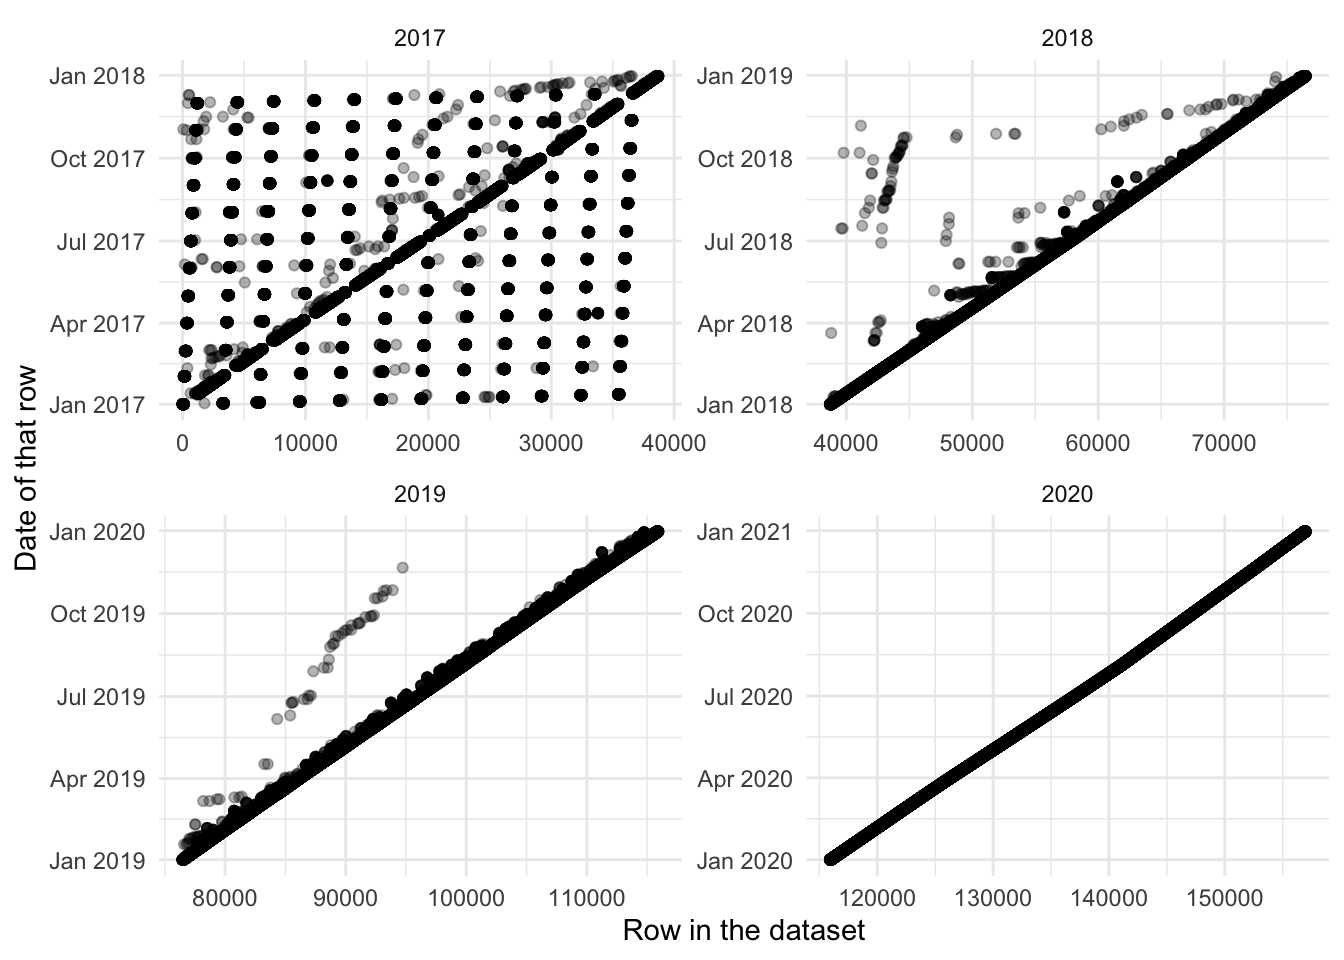 2017
2018
Jan 2018
Oct 2017
Jul 2017
Apr 2017
Jan 2017
0
10000
20000
30000
40000
Jan 2019
Oct 2018
Jul 2018
Apr 2018
Jan 2018
40000
50000
60000
70000
2019
2020
Jan 2020
Oct 2019
Jul 2019
Apr 2019
Jan 2019
80000
90000
100000
110000
Jan 2021
Oct 2020
Jul 2020
Apr 2020
Jan 2020
120000
130000
140000
150000
Date of that row
Row in the dataset